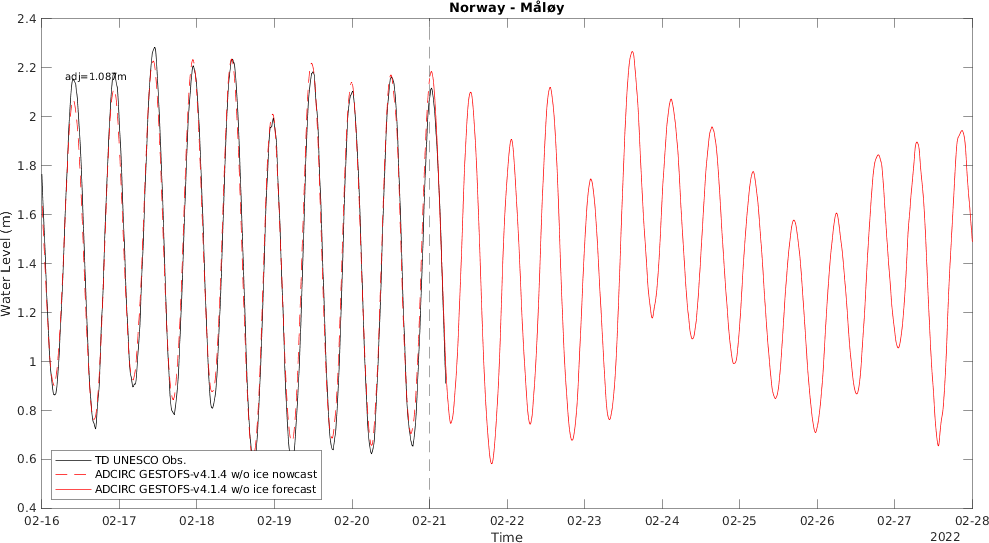 Norway - Måløy
2.4
2.2
2
1.8
1.6
1.4
1.2
1
0.8
0.6
0.4
Water Level (m)
adj=1.087m
TD UNESCO Obs.
ADCIRC GESTOFS-v4.1.4 w/o ice nowcast
ADCIRC GESTOFS-v4.1.4 w/o ice forecast
02-16 02-17 02-18 02-19 02-20 02-21 02-22 02-23 02-24 02-25 02-26 02-27 02-28
Time
2022